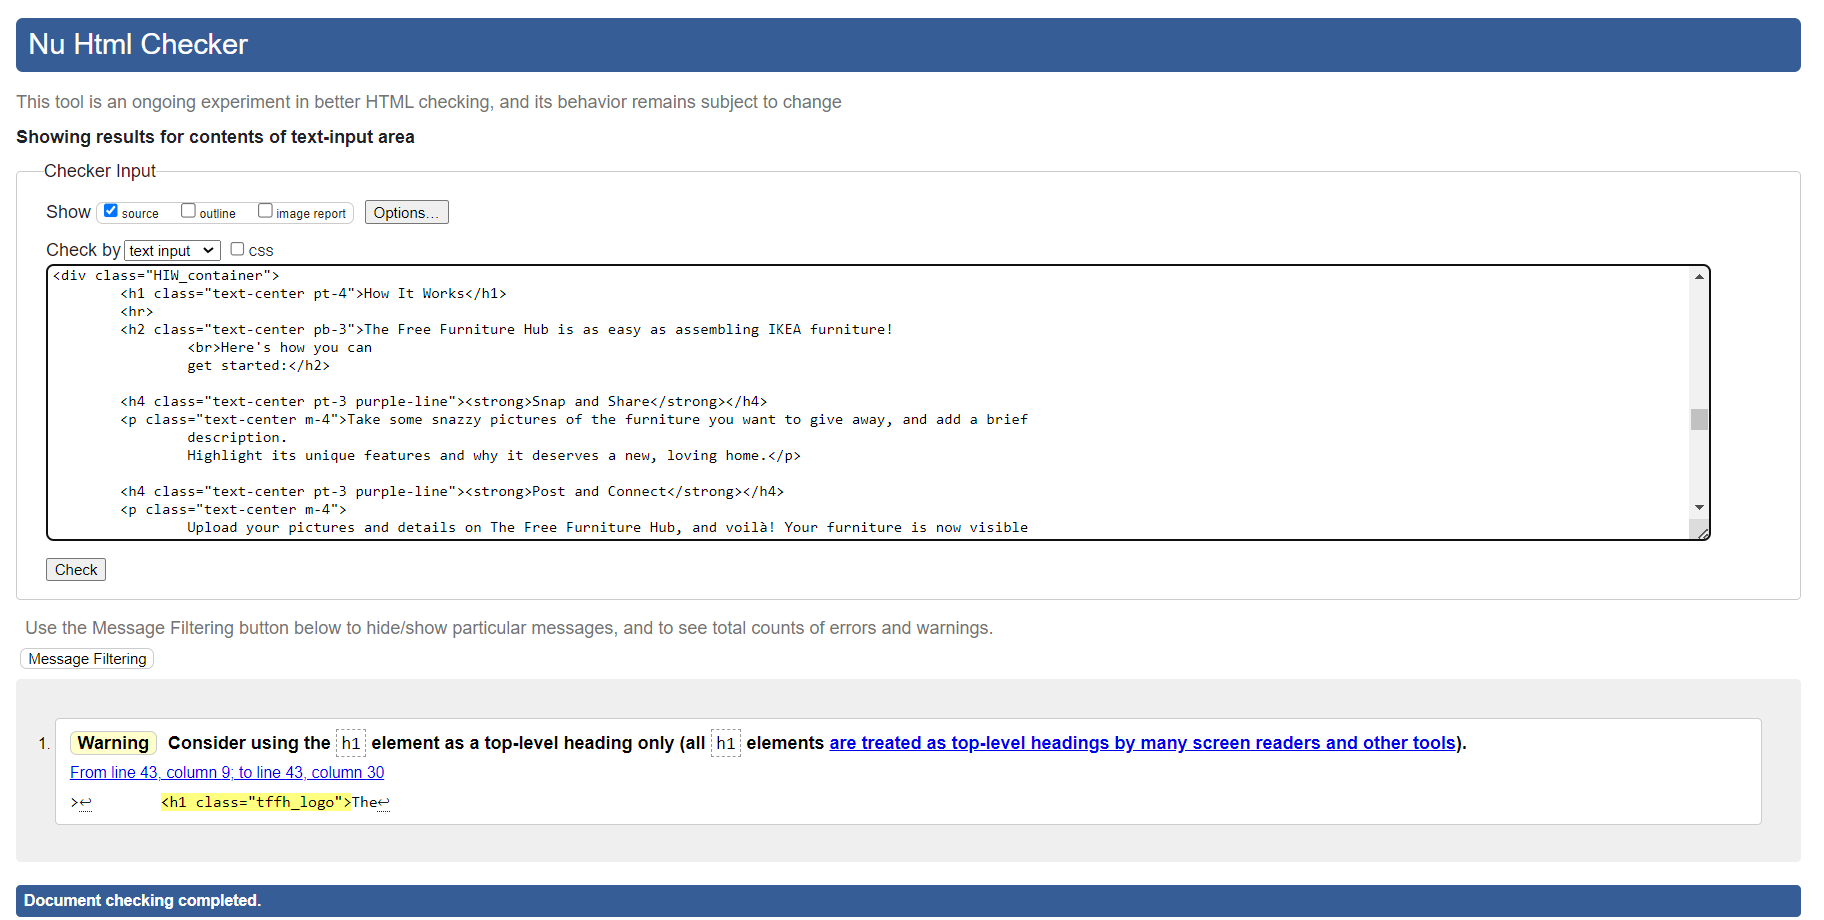 Nu Html Checker
This tool is an ongoing experiment in better HTML checking, and its behavior remains subject to change
Showing results for contents of text-input area
Checker Input
Show source outline image report Options...
Check by text input css
<div class="HIW_container">
<h1 class="text-center pt-4">How It Works</h1>
<hr>
<h2 class="text-center pb-3">The Free Furniture Hub is as easy as assembling IKEA furniture!
<br>Here's how you can
get started:</h2>
<h4 class="text-center pt-3 purple-line"><strong>Snap and Share</strong></h4>
<p class="text-center m-4">Take some snazzy pictures of the furniture you want to give away, and add a brief
description.
Highlight its unique features and why it deserves a new, loving home.</p>
<h4 class="text-center pt-3 purple-line"><strong>Post and Connect</strong></h4>
<p class="text-center m-4">
Upload your pictures and details on The Free Furniture Hub, and voilà! Your furniture is now visible
Check
Use the Message Filtering button below to hide/show particular messages, and to see total counts of errors and warnings.
Message Filtering
1. Warning Consider using the h1 element as a top-level heading only (all h1 elements are treated as top-level headings by many screen readers and other tools).
From line 43, column 9; to line 43, column 30
>↩ <h1 class="tffh_logo">The↩
Document checking completed.